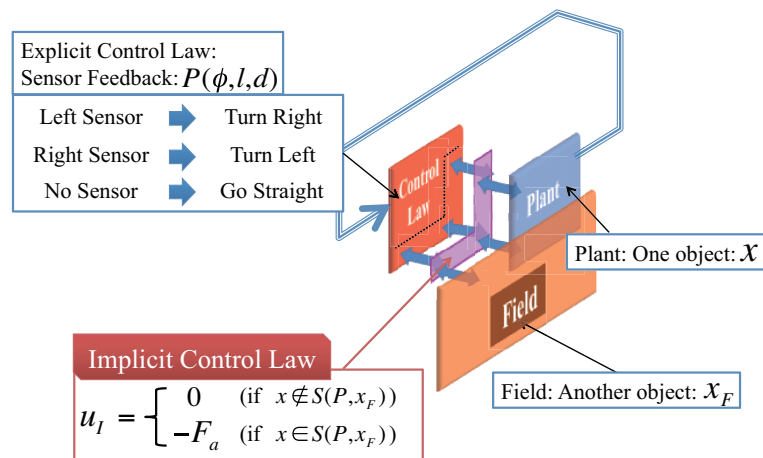 Explicit Control Law:
Sensor Feedback: P(ϕ,l,d)
Left Sensor Turn Right
Right Sensor Turn Left
No Sensor Go Straight
Control
Law
Plant
Field
Plant: One object: x
Field: Another object: x_F
Implicit Control Law
u_I = { 0 (if x ∉ S(P, x_F))
−F_a (if x ∈ S(P, x_F))